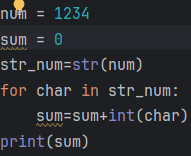 num = 1234
sum = 0
str_num=str(num)
for char in str_num:
    sum=sum+int(char)
print(sum)